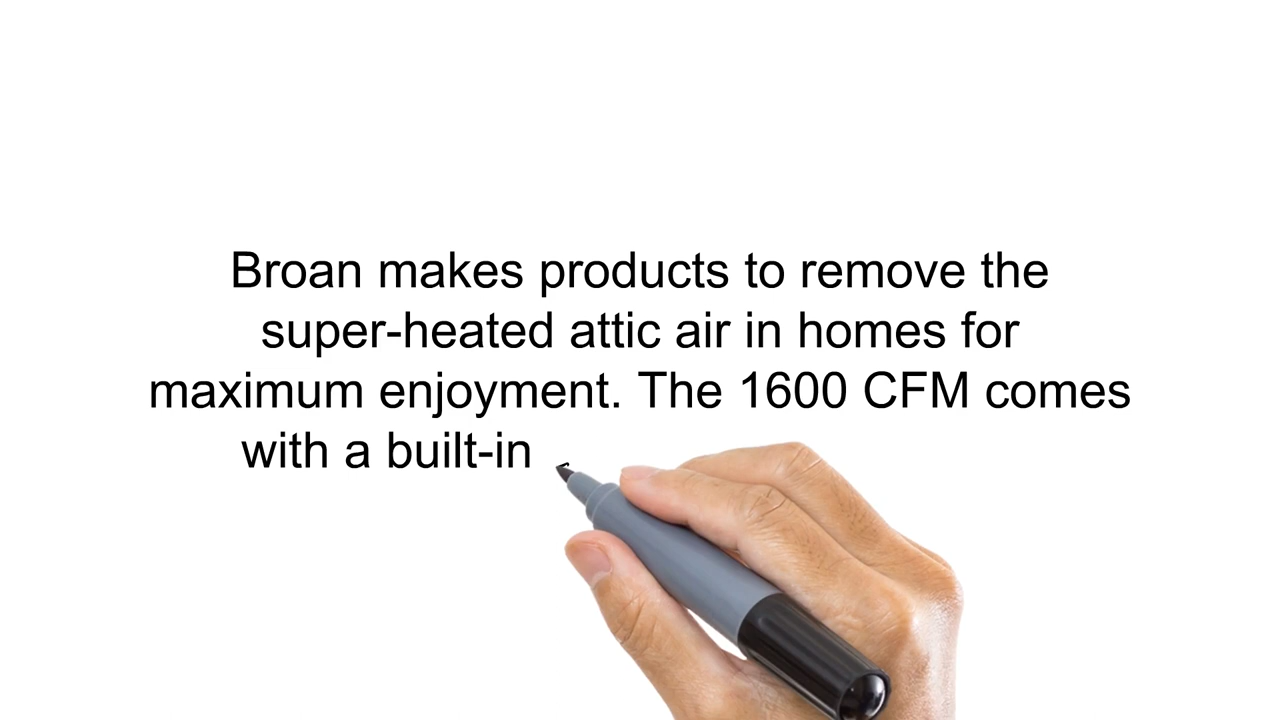 Broan makes products to remove the
super-heated attic air in homes for
maximum enjoyment. The 1600 CFM comes
with a built-in